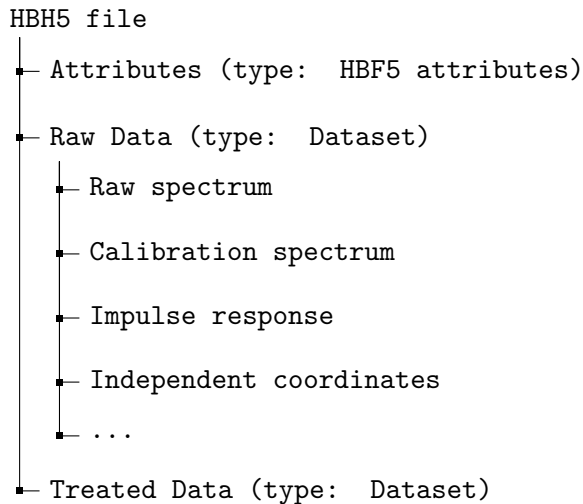 HBH5 file
Attributes (type: HBF5 attributes)
Raw Data (type: Dataset)
Raw spectrum
Calibration spectrum
Impulse response
Independent coordinates
...
Treated Data (type: Dataset)